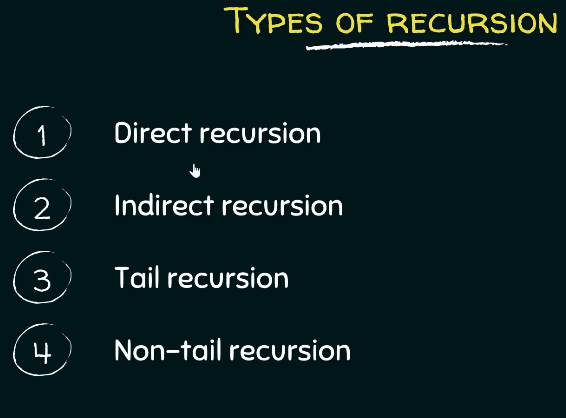 Types of recursion
1 Direct recursion
2 Indirect recursion
3 Tail recursion
4 Non-tail recursion